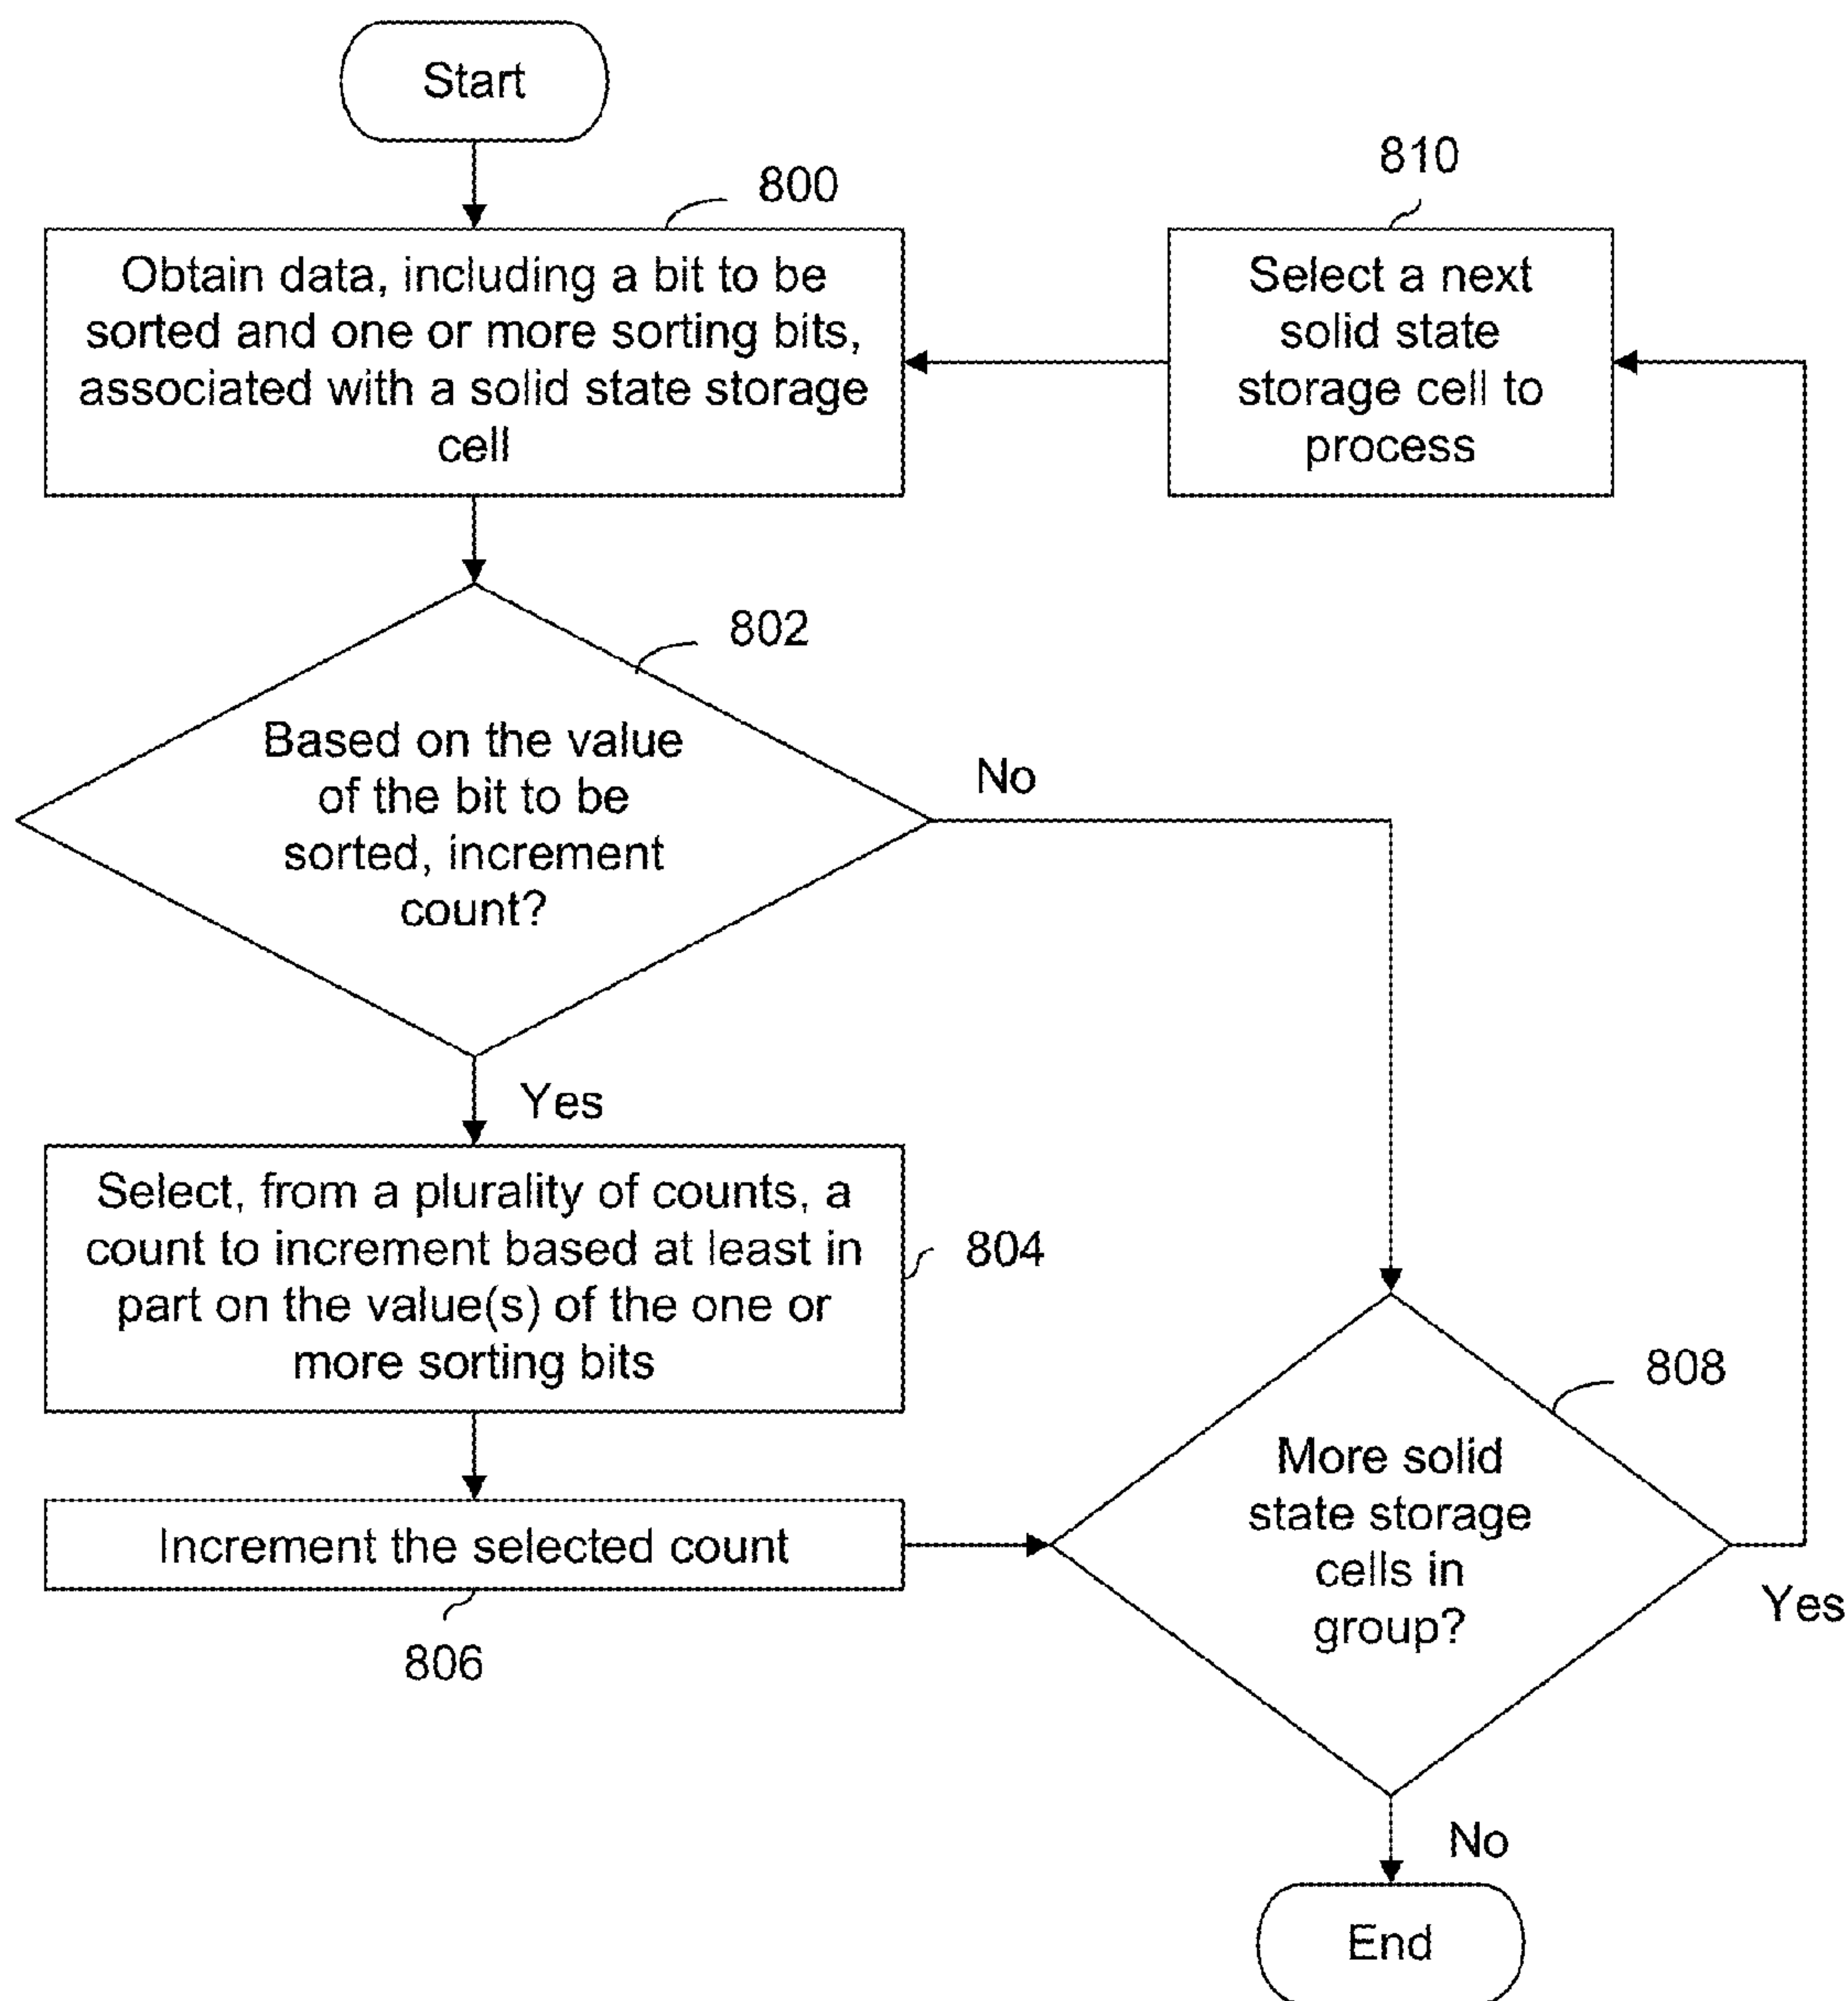 Start
800
Obtain data, including a bit to be
sorted and one or more sorting bits,
associated with a solid state storage
cell
810
Select a next
solid state
storage cell to
process
802
Based on the value
of the bit to be
sorted, increment
count?
No
Yes
Select, from a plurality of counts, a
count to increment based at least in
part on the value(s) of the one or
more sorting bits
804
Increment the selected count
806
808
More solid
state storage
cells in
group?
Yes
No
End